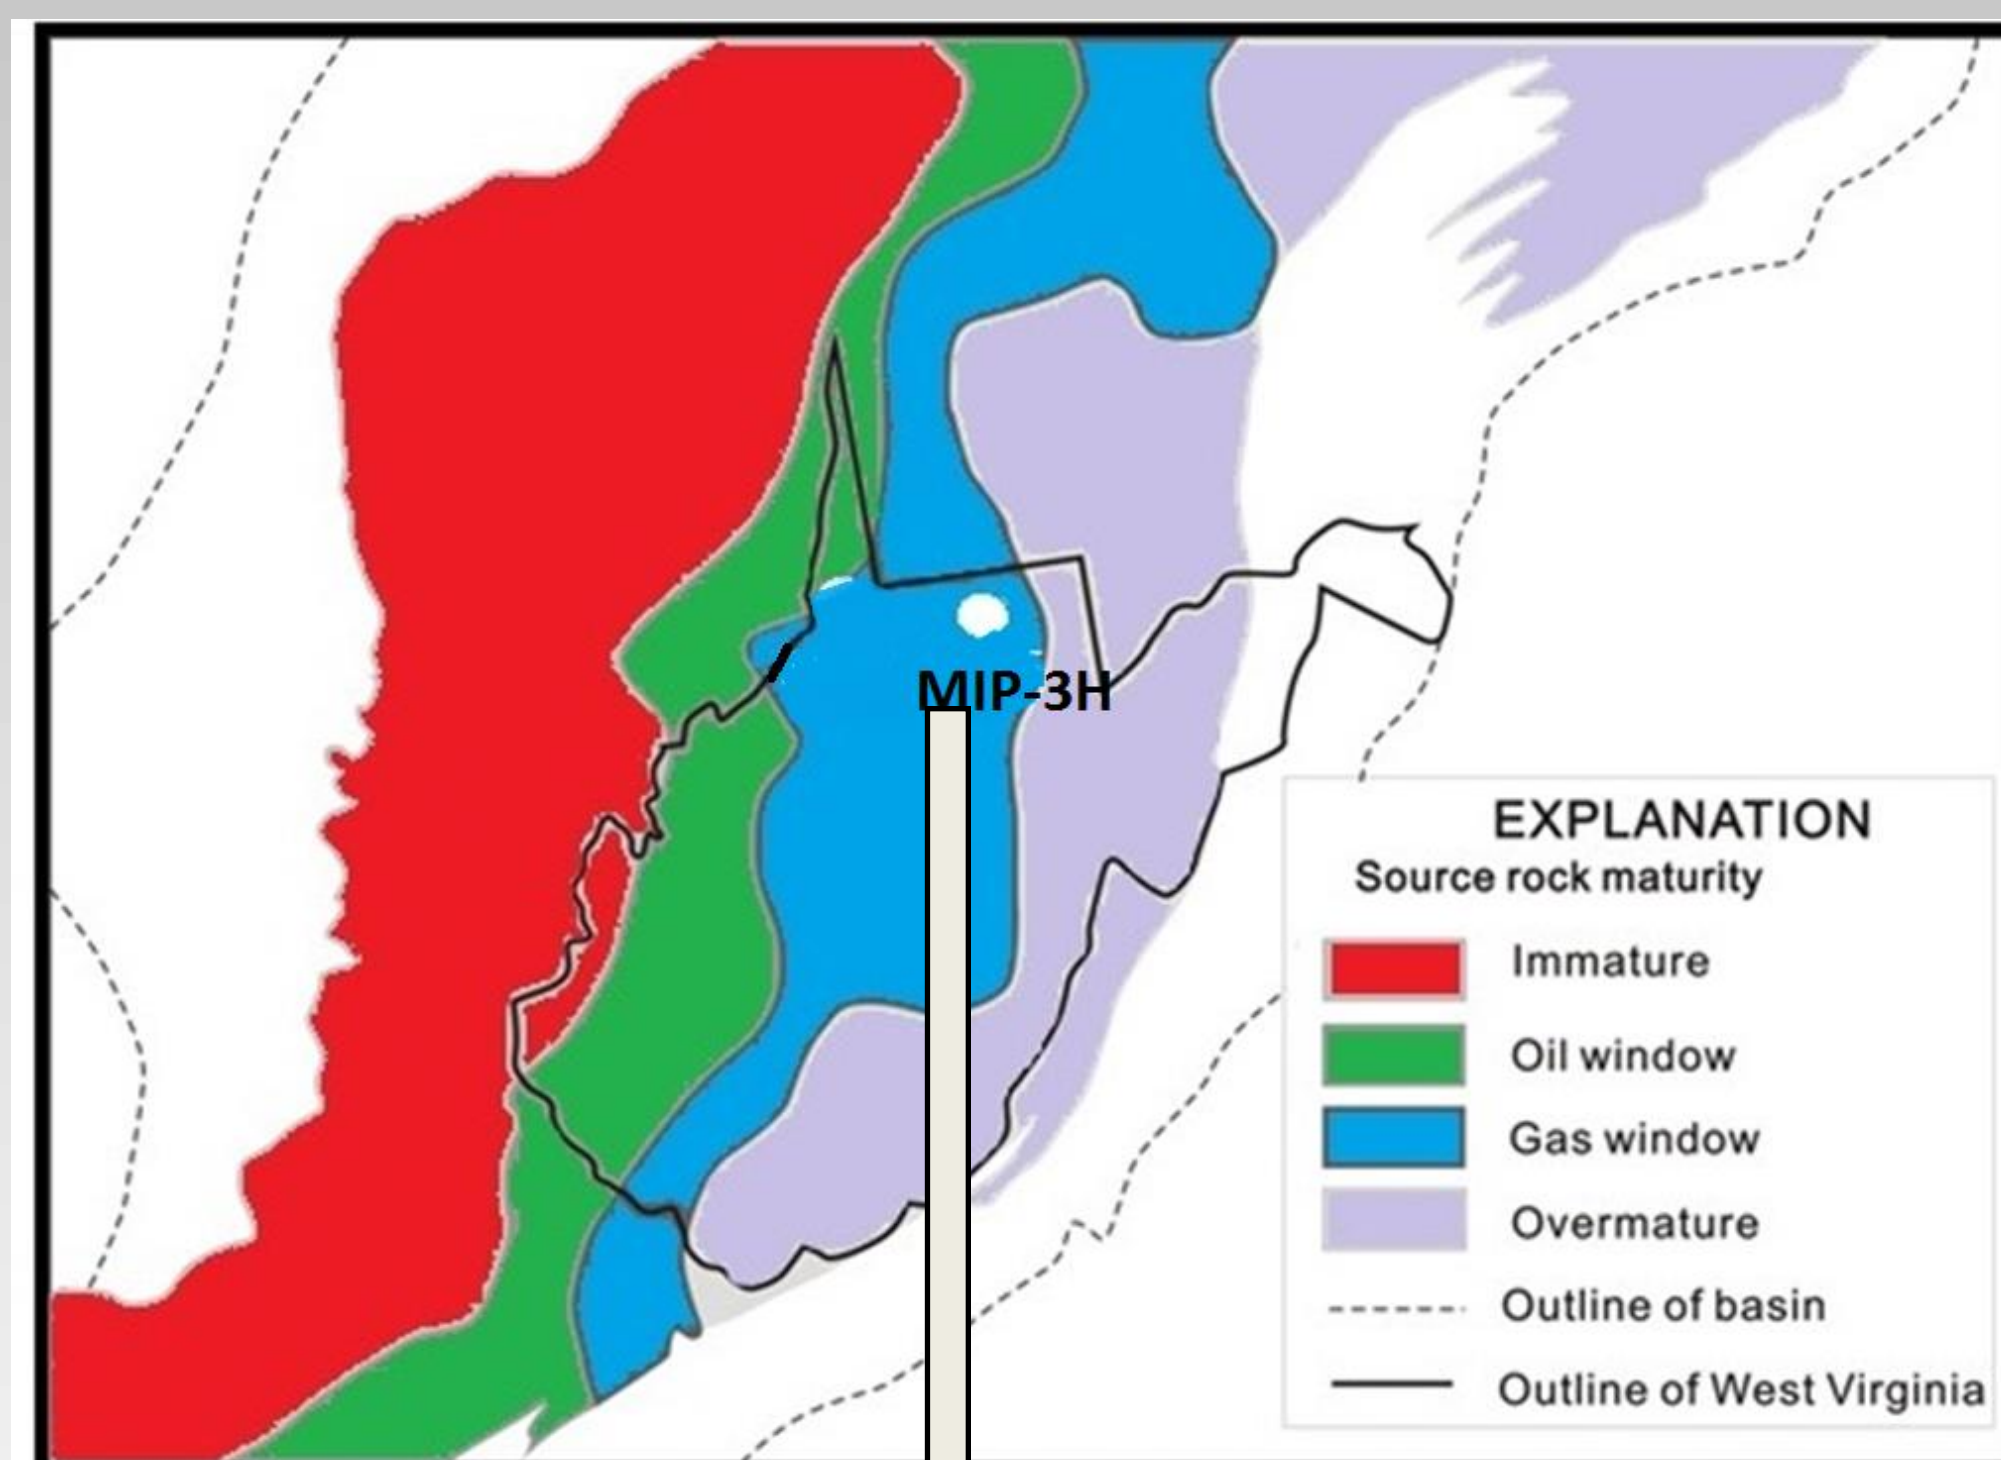 MIP-3H
EXPLANATION
Source rock maturity
Immature
Oil window
Gas window
Overmature
Outline of basin
Outline of West Virginia